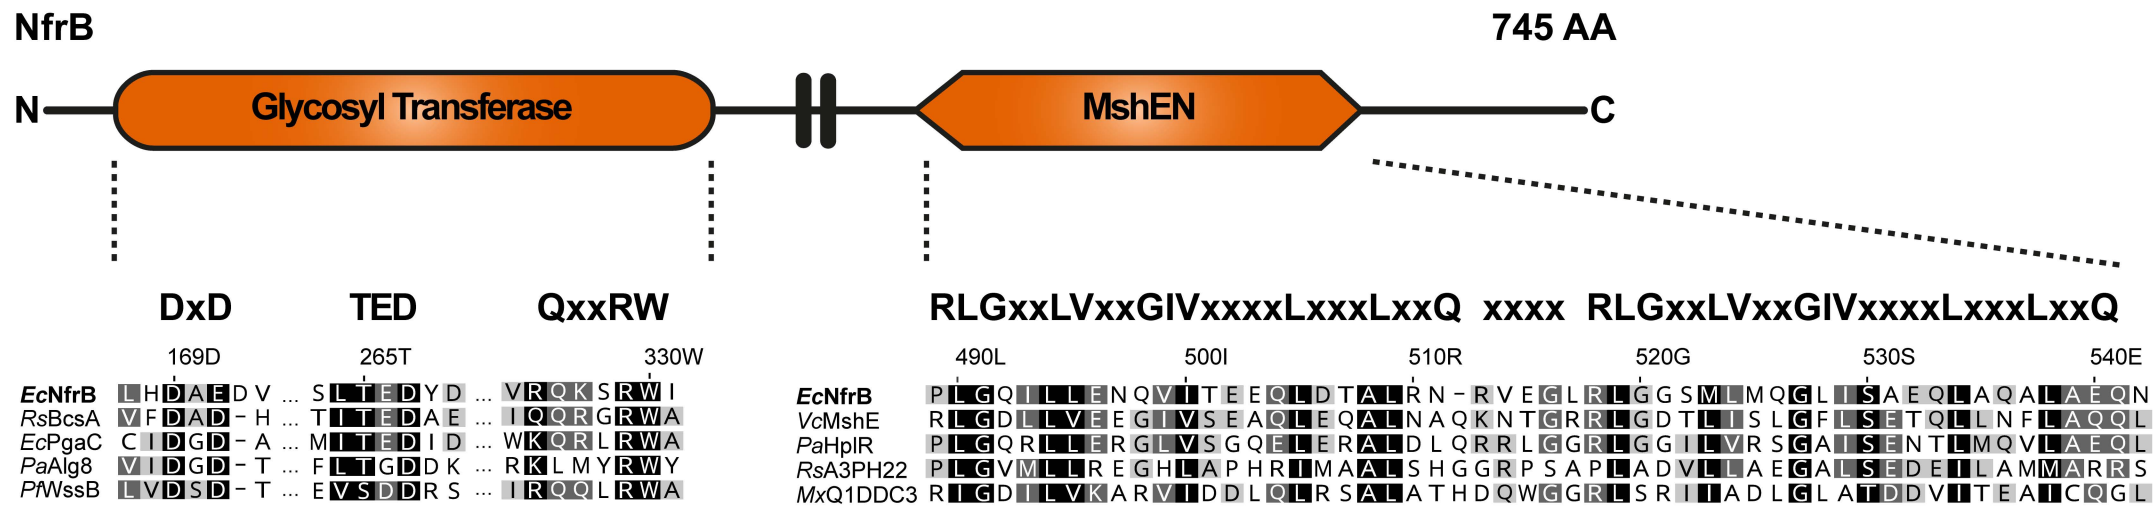 NfrB 745 AA
N Glycosyl Transferase MshEN C
DxD TED QxxRW RLGxxLVxxGIVxxxxLxxxLxxQ xxxx RLGxxLVxxGIVxxxxLxxxLxxQ
169D 265T 330W 490L 500I 510R 520G 530S 540E
EcNfrB LHDAEDV ... SLTEDYD ... VRQKSRWI EcNfrB PLGQILLENQVITEEQLDTALRN-RVEGLRLGGSMLMQGLISAEQLAQALAEQN
RsBcsA VFDAD-H ... TITEDAE ... IQQRGRWA VcMshE RLGDLLVEEGIVSEAQLEQALNAQKNTGRRLGDTLISLGFLSETQLLNFLAQQL
EcPgaC CIDGD-A ... MLTEDID ... WKQRLRWA PaHplR PLGQRLLERGLVSGQELERALDLQRRLGGRLGGILVRSGAISENTLMQVLAEQL
PaAlg8 VIDGD-T ... FLTGDDK ... RKLMYRWY RsA3PH22 PLGVMLLREGHLAPHRIMAALSHGGRPSAPLADVLLAEGALSEDEILAMMARRS
PfWssB LVDSD-T ... EVSDDRS ... IRQQLRWA MxQ1DDC3 RIGDILVKARVIDDLQLRSALATHDQWGGRLSRIIADLGLATDDVITEAICQGL